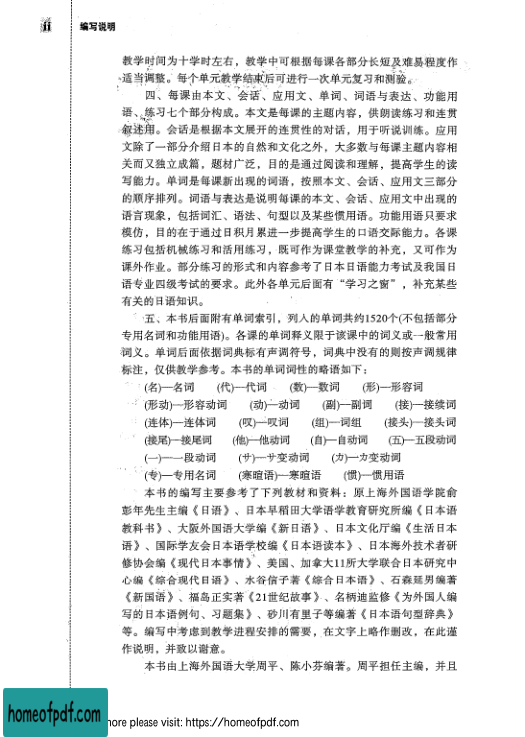 ii 编写说明
教学时间为十学时左右，教学中可根据每课各部分长短及难易程度作
适当调整。每个单元教学结束后可进行一次单元复习和测验。
四、每课由本文、会话、应用文、单词、词语与表达、功能用
语、练习七个部分构成。本文是每课的主题内容，供朗读练习和连贯
叙述用。会话是根据本文展开的连贯性的对话，用于听说训练。应用
文除了一部分介绍日本的自然和文化之外，大多数与每课主题内容相
关而又独立成篇，题材广泛，目的是通过阅读和理解，提高学生的读
写能力。单词是每课新出现的词语，按照本文、会话、应用文三部分
的顺序排列。词语与表达是说明每课的本文、会话、应用文中出现的
语言现象，包括词汇、语法、句型以及某些惯用语。功能用语只要求
模仿，目的在于通过日积月累进一步提高学生的口语交际能力。各课
练习包括机械练习和活用练习，既可作为课堂教学的补充，又可作为
课外作业。部分练习的形式和内容参考了日本日语能力考试及我国日
语专业四级考试的要求。此外各单元后面有“学习之窗”，补充某些
有关的日语知识。
五、本书后面附有单词索引，列入的单词共约1520个(不包括部分
专用名词和功能用语)。各课的单词释义限于该课中的词义或一般常用
词义。单词后面依据词典标有声调符号，词典中没有的则按声调规律
标注，仅供教学参考。本书的单词词性的略语如下：
(名)—名词 (代)—代词 (数)—数词 (形)—形容词
(形动)—形容动词 (动)—动词 (副)—副词 (接)—接续词
(连体)—连体词 (叹)—叹词 (组)—词组 (接头)—接头词
(接尾)—接尾词 (他)—他动词 (自)—自动词 (五)—五段动词
(一)—一段动词 (サ)—サ变动词 (カ)—カ变动词
(专)—专用名词 (寒暄语)—寒暄语 (惯)—惯用语
本书的编写主要参考了下列教材和资料：原上海外国语学院俞
彭年先生主编《日语》、日本早稻田大学语学教育研究所编《日本语
教科书》、大阪外国语大学编《新日语》、日本文化厅编《生活日本
语》、国际学友会日本语学校编《日本语读本》、日本海外技术者研
修协会编《现代日本事情》、美国、加拿大11所大学联合日本研究中
心编《综合现代日语》、水谷信子著《综合日本语》、石森延男编著
《新国语》、福岛正实著《21世纪故事》、名柄迪监修《为外国人编
写的日本语例句、习题集》、砂川有里子等编著《日本语句型辞典》
等。编写中考虑到教学进程安排的需要，在文字上略作删改，在此谨
作说明，并致以谢意。
本书由上海外国语大学周平、陈小芬编著。周平担任主编，并且
homeofpdf.com
ore please visit: https://homeofpdf.com